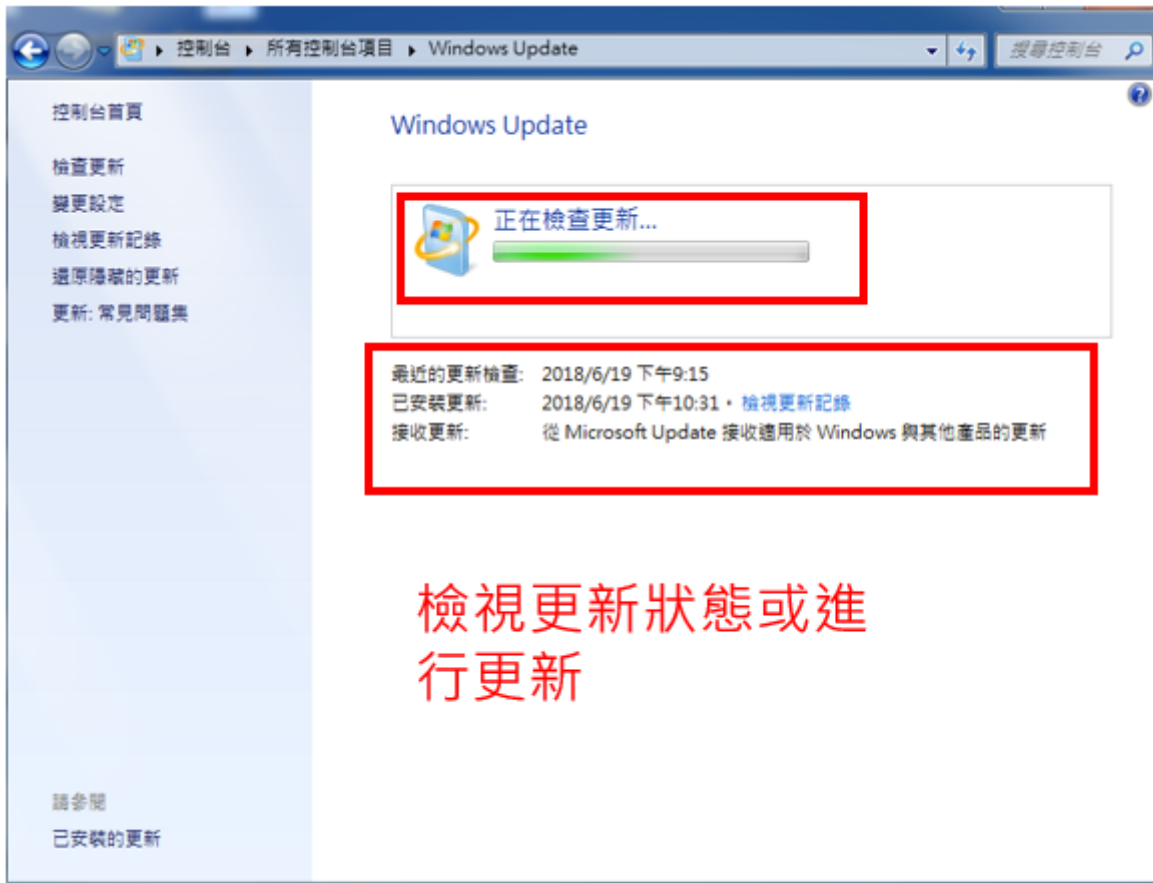 控制台 ▸ 所有控制台項目 ▸ Windows Update
搜尋控制台
控制台首頁
檢查更新
變更設定
檢視更新記錄
還原隱藏的更新
更新: 常見問題集
Windows Update
正在檢查更新...
最近的更新檢查: 2018/6/19 下午9:15
已安裝更新: 2018/6/19 下午10:31。檢視更新記錄
接收更新: 從 Microsoft Update 接收適用於 Windows 與其他產品的更新
檢視更新狀態或進
行更新
請參閱
已安裝的更新